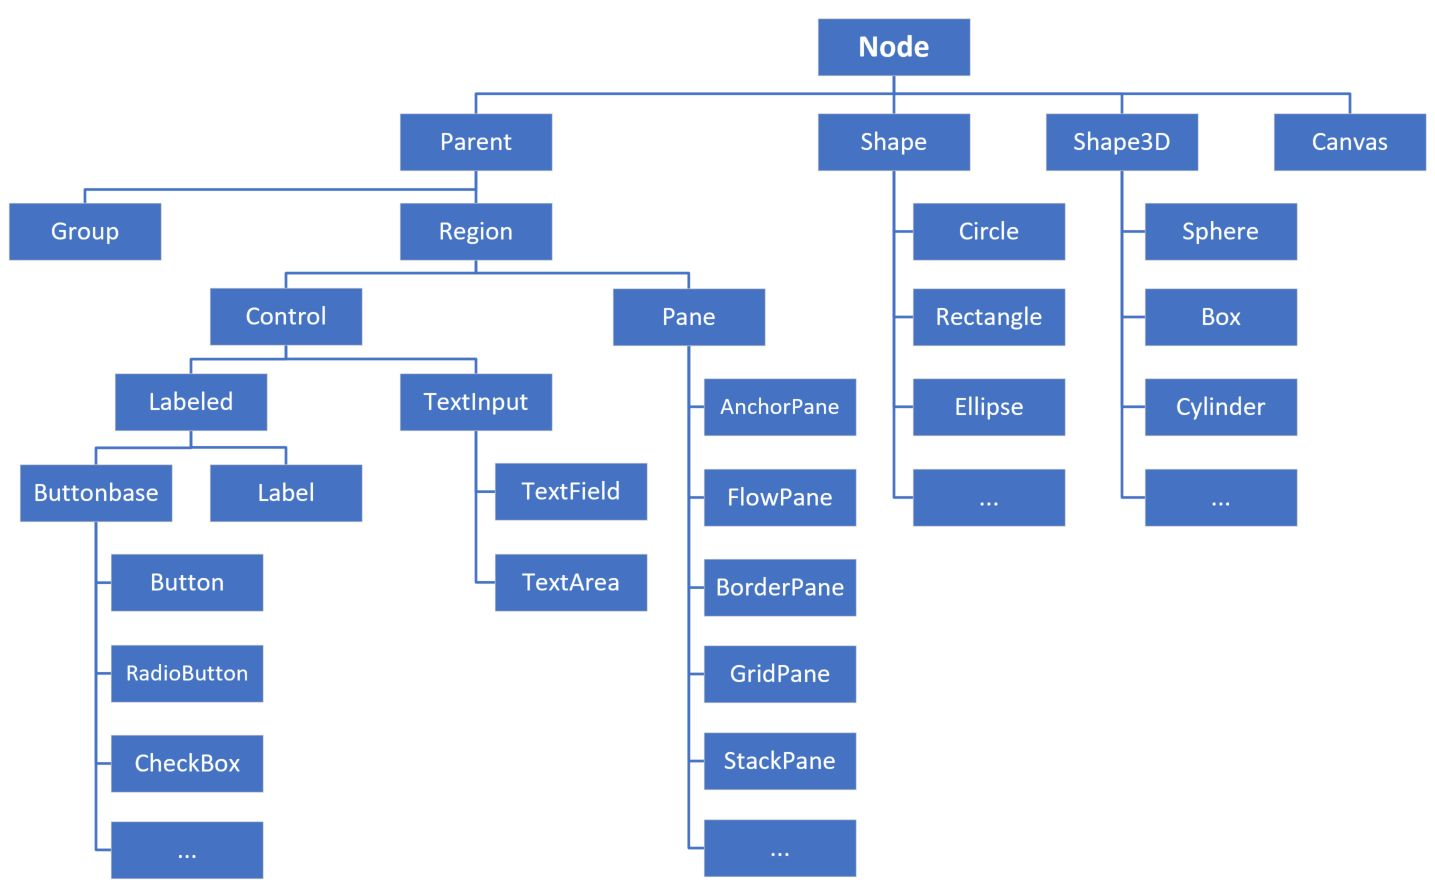 Node
Parent
Shape
Shape3D
Canvas
Group
Region
Circle
Sphere
Control
Pane
Rectangle
Box
Labeled
TextInput
AnchorPane
Ellipse
Cylinder
Buttonbase
Label
TextField
FlowPane
...
...
Button
TextArea
BorderPane
RadioButton
GridPane
CheckBox
StackPane
...
...